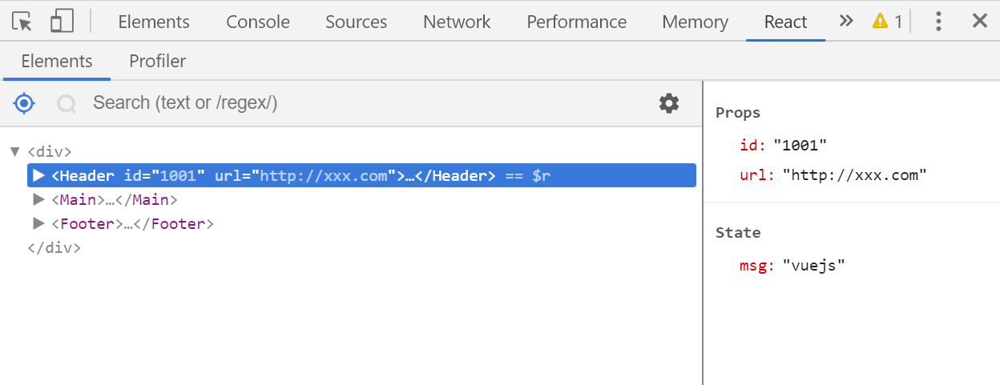 Elements Console Sources Network Performance Memory React 1
Elements Profiler
Search (text or /regex/)
<div>
<Header id="1001" url="http://xxx.com">…</Header> == $r
<Main>…</Main>
<Footer>…</Footer>
</div>
Props
id: "1001"
url: "http://xxx.com"
State
msg: "vuejs"